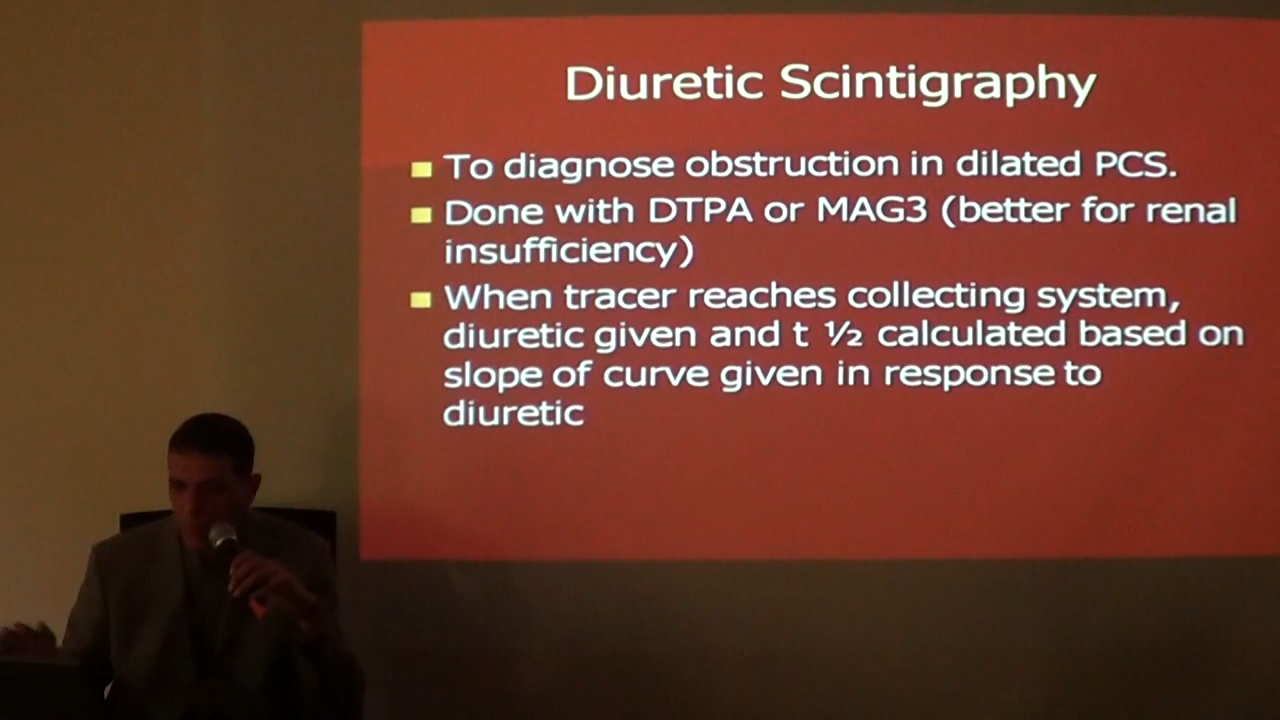 Diuretic Scintigraphy
To diagnose obstruction in dilated PCS.
Done with DTPA or MAG3 (better for renal
insufficiency)
When tracer reaches collecting system,
diuretic given and t ½ calculated based on
slope of curve given in response to
diuretic